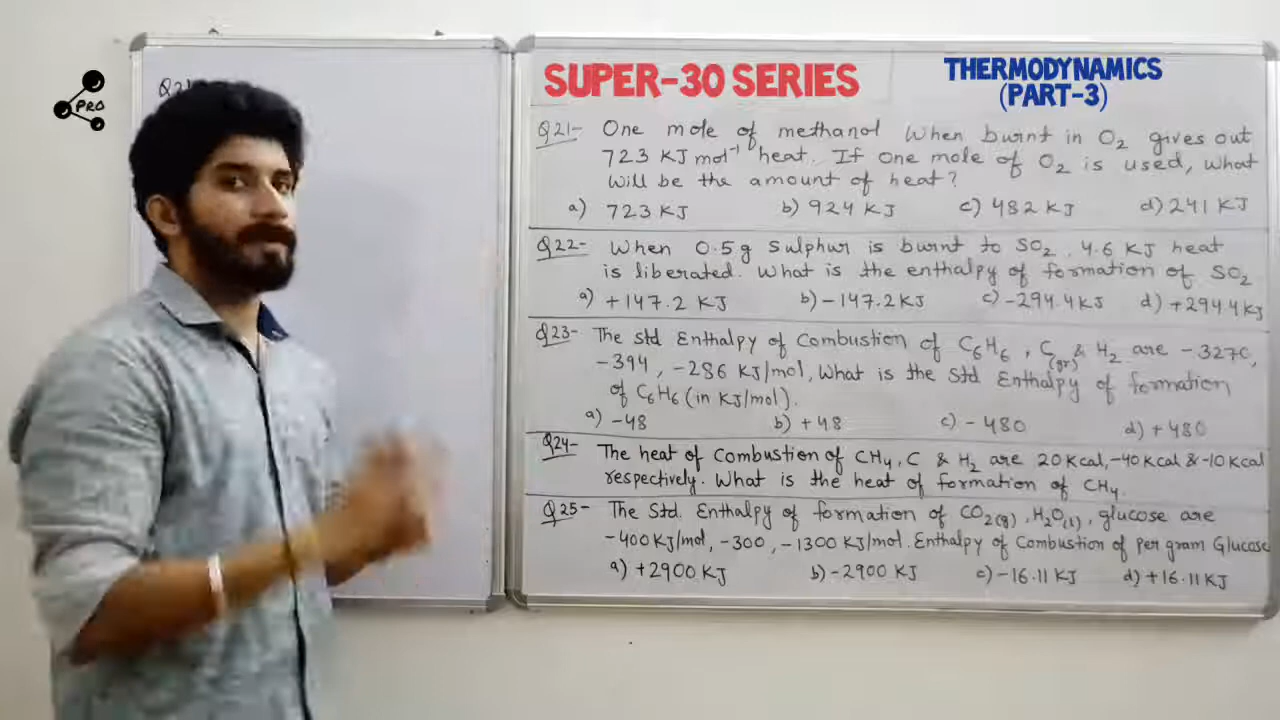 PRO
SUPER-30 SERIES
THERMODYNAMICS
(PART-3)
Q21- One mole of methanol when burnt in O₂ gives out
723 KJ mol⁻¹ heat. If one mole of O₂ is used, what
will be the amount of heat?
a) 723 KJ b) 924 KJ c) 482 KJ d) 241 KJ
Q22- When 0.5g Sulphur is burnt to SO₂, 4.6 KJ heat
is liberated. What is the enthalpy of formation of SO₂
a) +147.2 KJ b) -147.2 KJ c) -294.4 KJ d) +294.4 KJ
Q23- The std Enthalpy of Combustion of C₆H₆, C(gr) & H₂ are -3270,
-394, -286 KJ/mol, What is the Std Enthalpy of formation
of C₆H₆ (in KJ/mol).
a) -48 b) +48 c) -480 d) +480
Q24- The heat of Combustion of CH₄, C & H₂ are 20 Kcal, -40 Kcal & -10 Kcal
respectively. What is the heat of formation of CH₄.
Q25- The Std. Enthalpy of formation of CO₂(g), H₂O(l), glucose are
-400 KJ/mol, -300, -1300 KJ/mol. Enthalpy of Combustion of per gram Glucose
a) +2900 KJ b) -2900 KJ c) -16.11 KJ d) +16.11 KJ